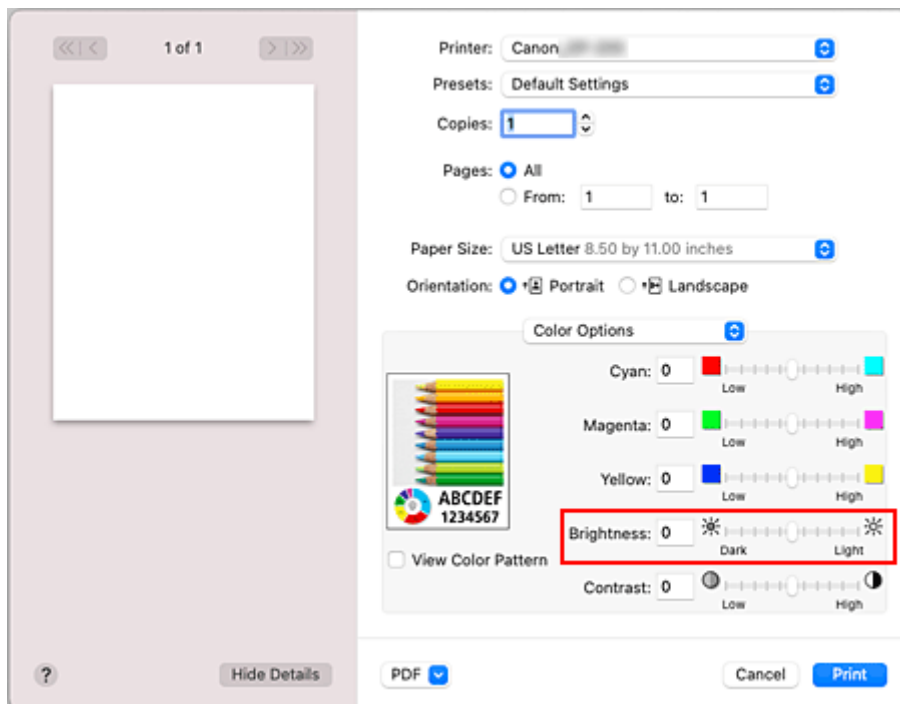 1 of 1
Printer: Canon
Presets: Default Settings
Copies: 1
Pages: All
From: 1 to: 1
Paper Size: US Letter 8.50 by 11.00 inches
Orientation: Portrait Landscape
Color Options
Cyan: 0
Low High
Magenta: 0
Low High
Yellow: 0
Low High
ABCDEF
1234567
Brightness: 0
Dark Light
View Color Pattern
Contrast: 0
Low High
? Hide Details PDF Cancel Print